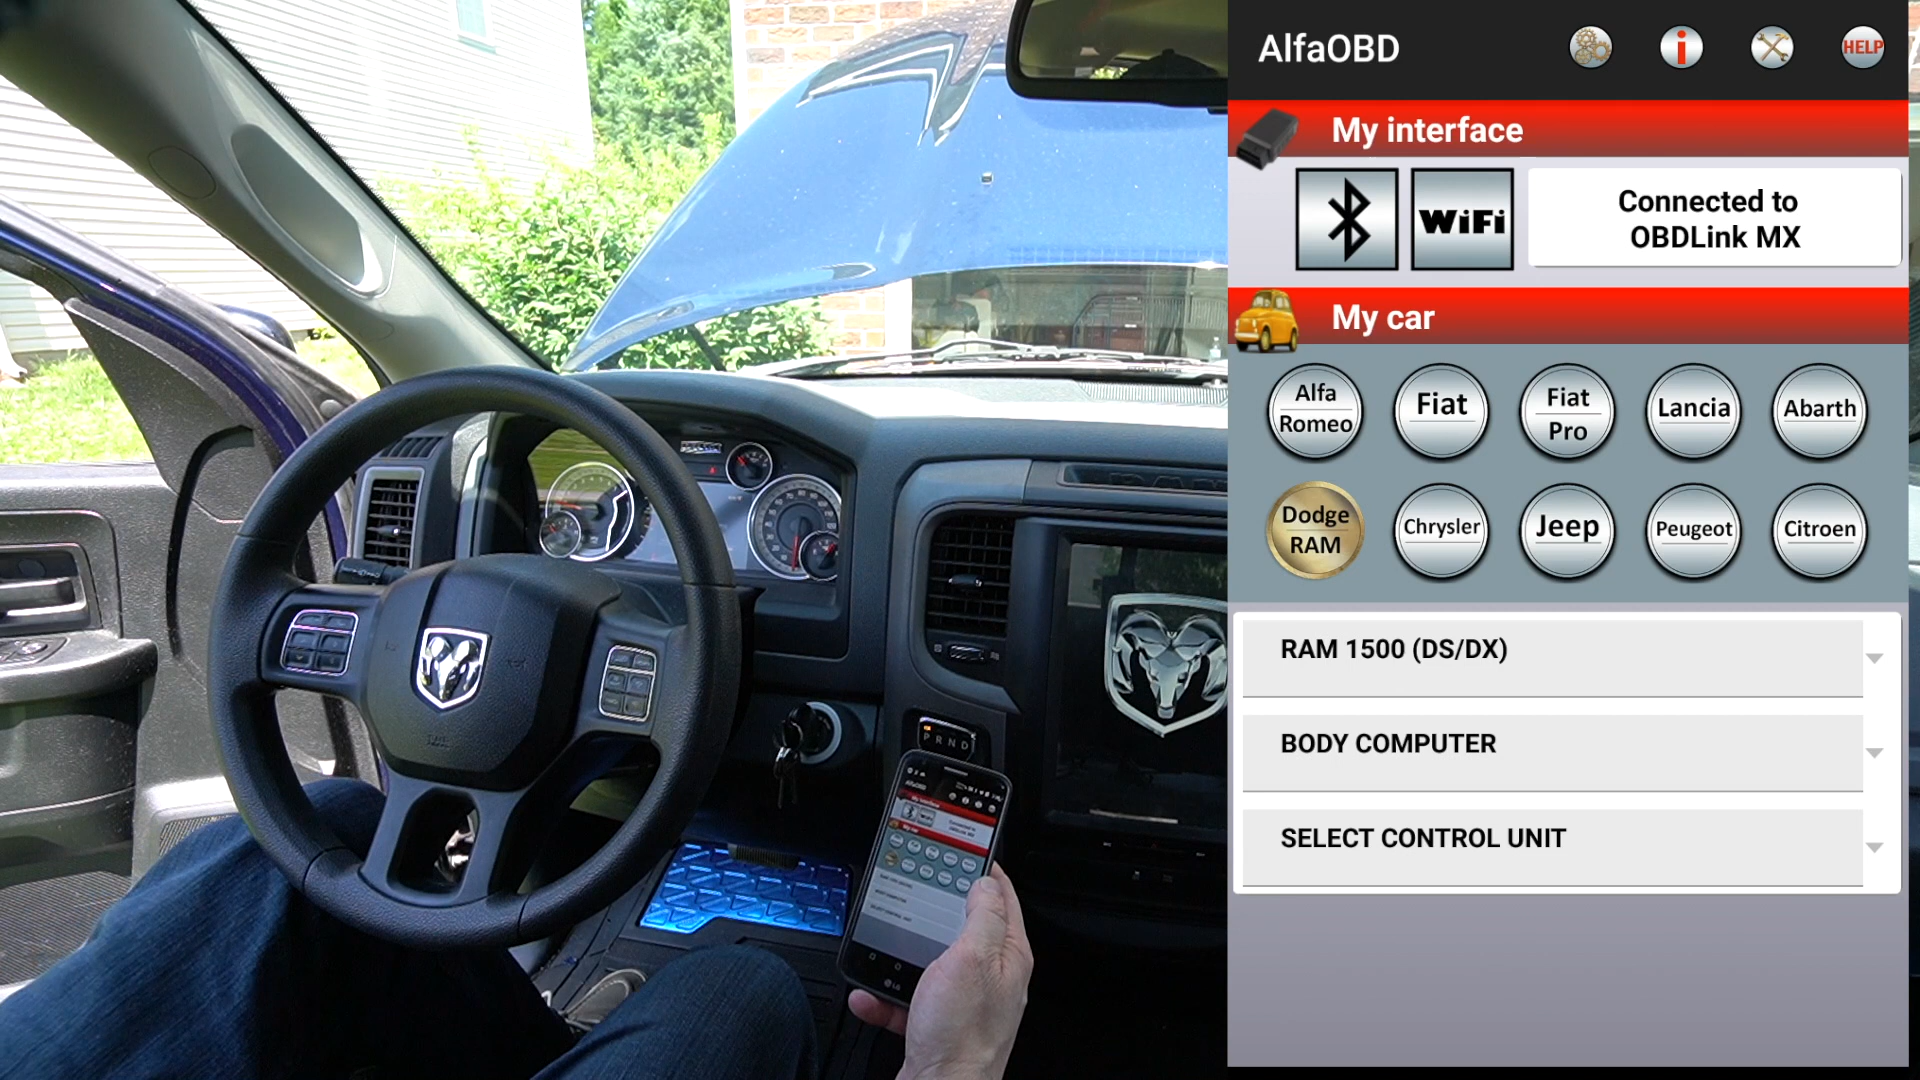 AlfaOBD
HELP
My interface
WiFi
Connected to
OBDLink MX
My car
Alfa
Romeo
Fiat
Fiat
Pro
Lancia
Abarth
Dodge
RAM
Chrysler
Jeep
Peugeot
Citroen
RAM 1500 (DS/DX)
BODY COMPUTER
SELECT CONTROL UNIT
P R N D
LG